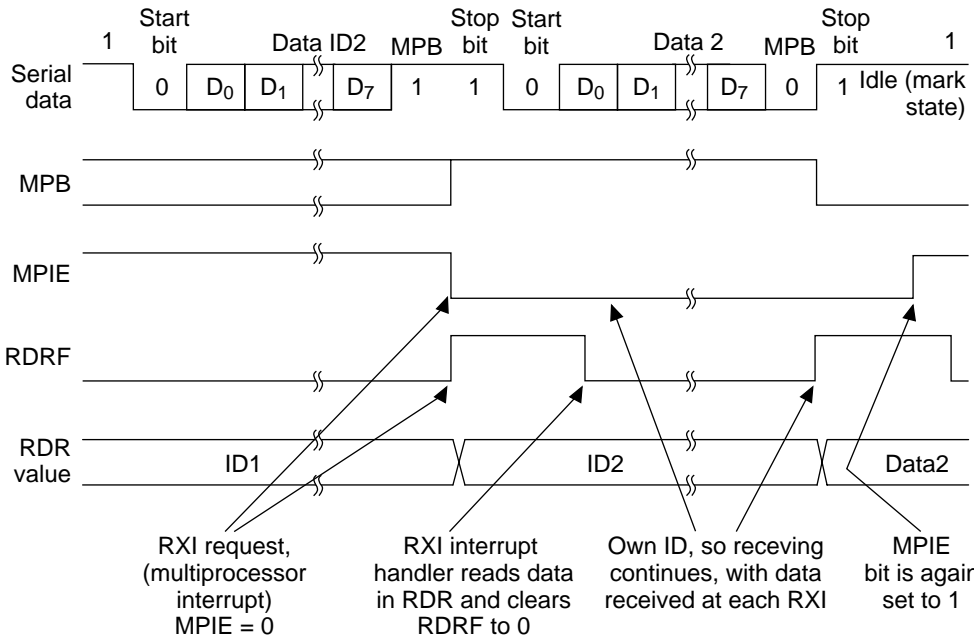 1 Start bit Data ID2 MPB Stop bit Start bit Data 2 MPB Stop bit 1
Serial data 0 D0 D1 D7 1 1 0 D0 D1 D7 0 1 Idle (mark state)
MPB
MPIE
RDRF
RDR value ID1 ID2 Data2
RXI request,
(multiprocessor
interrupt)
MPIE = 0
RXI interrupt
handler reads data
in RDR and clears
RDRF to 0
Own ID, so receving
continues, with data
received at each RXI
MPIE
bit is again
set to 1